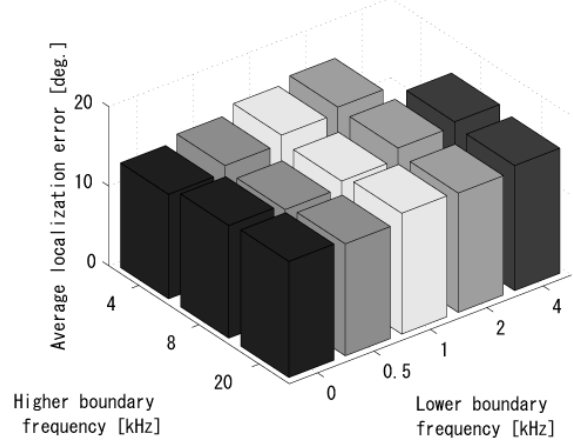 Average localization error [deg.]
20
10
0
4
8
20
0
0.5
1
2
4
Higher boundary
frequency [kHz]
Lower boundary
frequency [kHz]